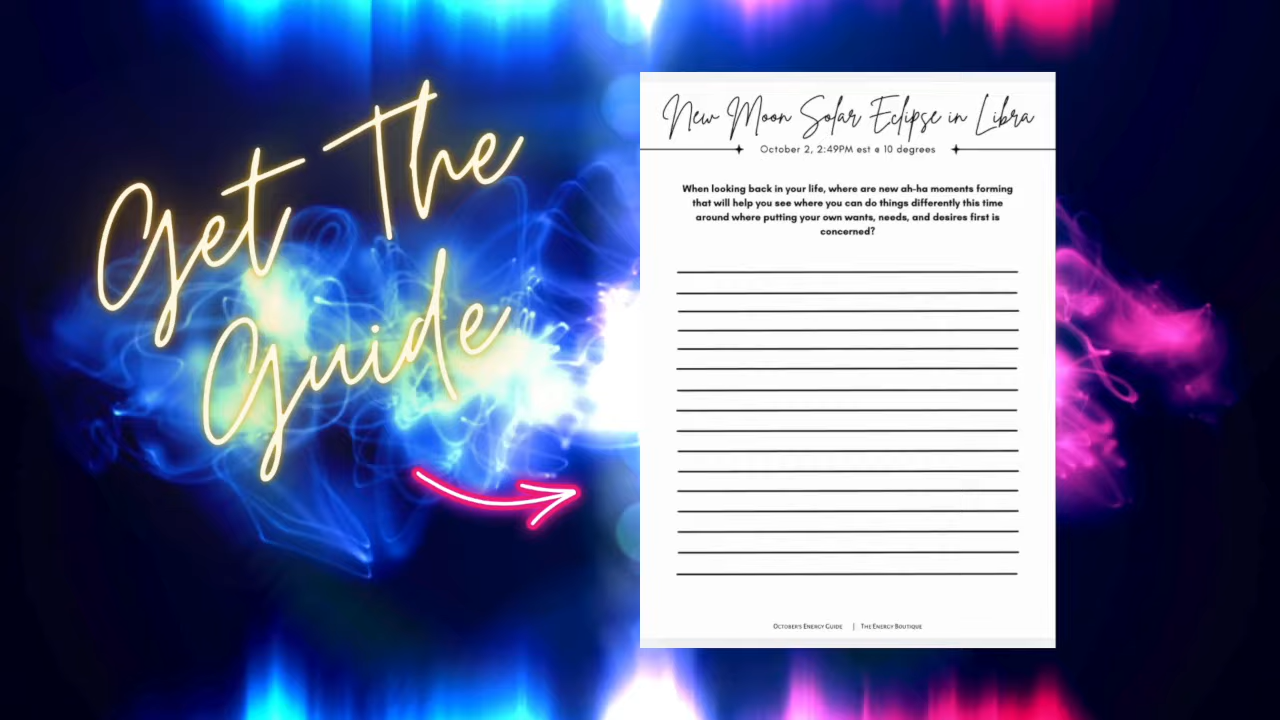 Get The
Guide
New Moon Solar Eclipse in Libra
October 2, 2:49PM est @ 10 degrees
When looking back in your life, where are new ah-ha moments forming
that will help you see where you can do things differently this time
around where putting your own wants, needs, and desires first is
concerned?
October's Energy Guide | The Energy Boutique